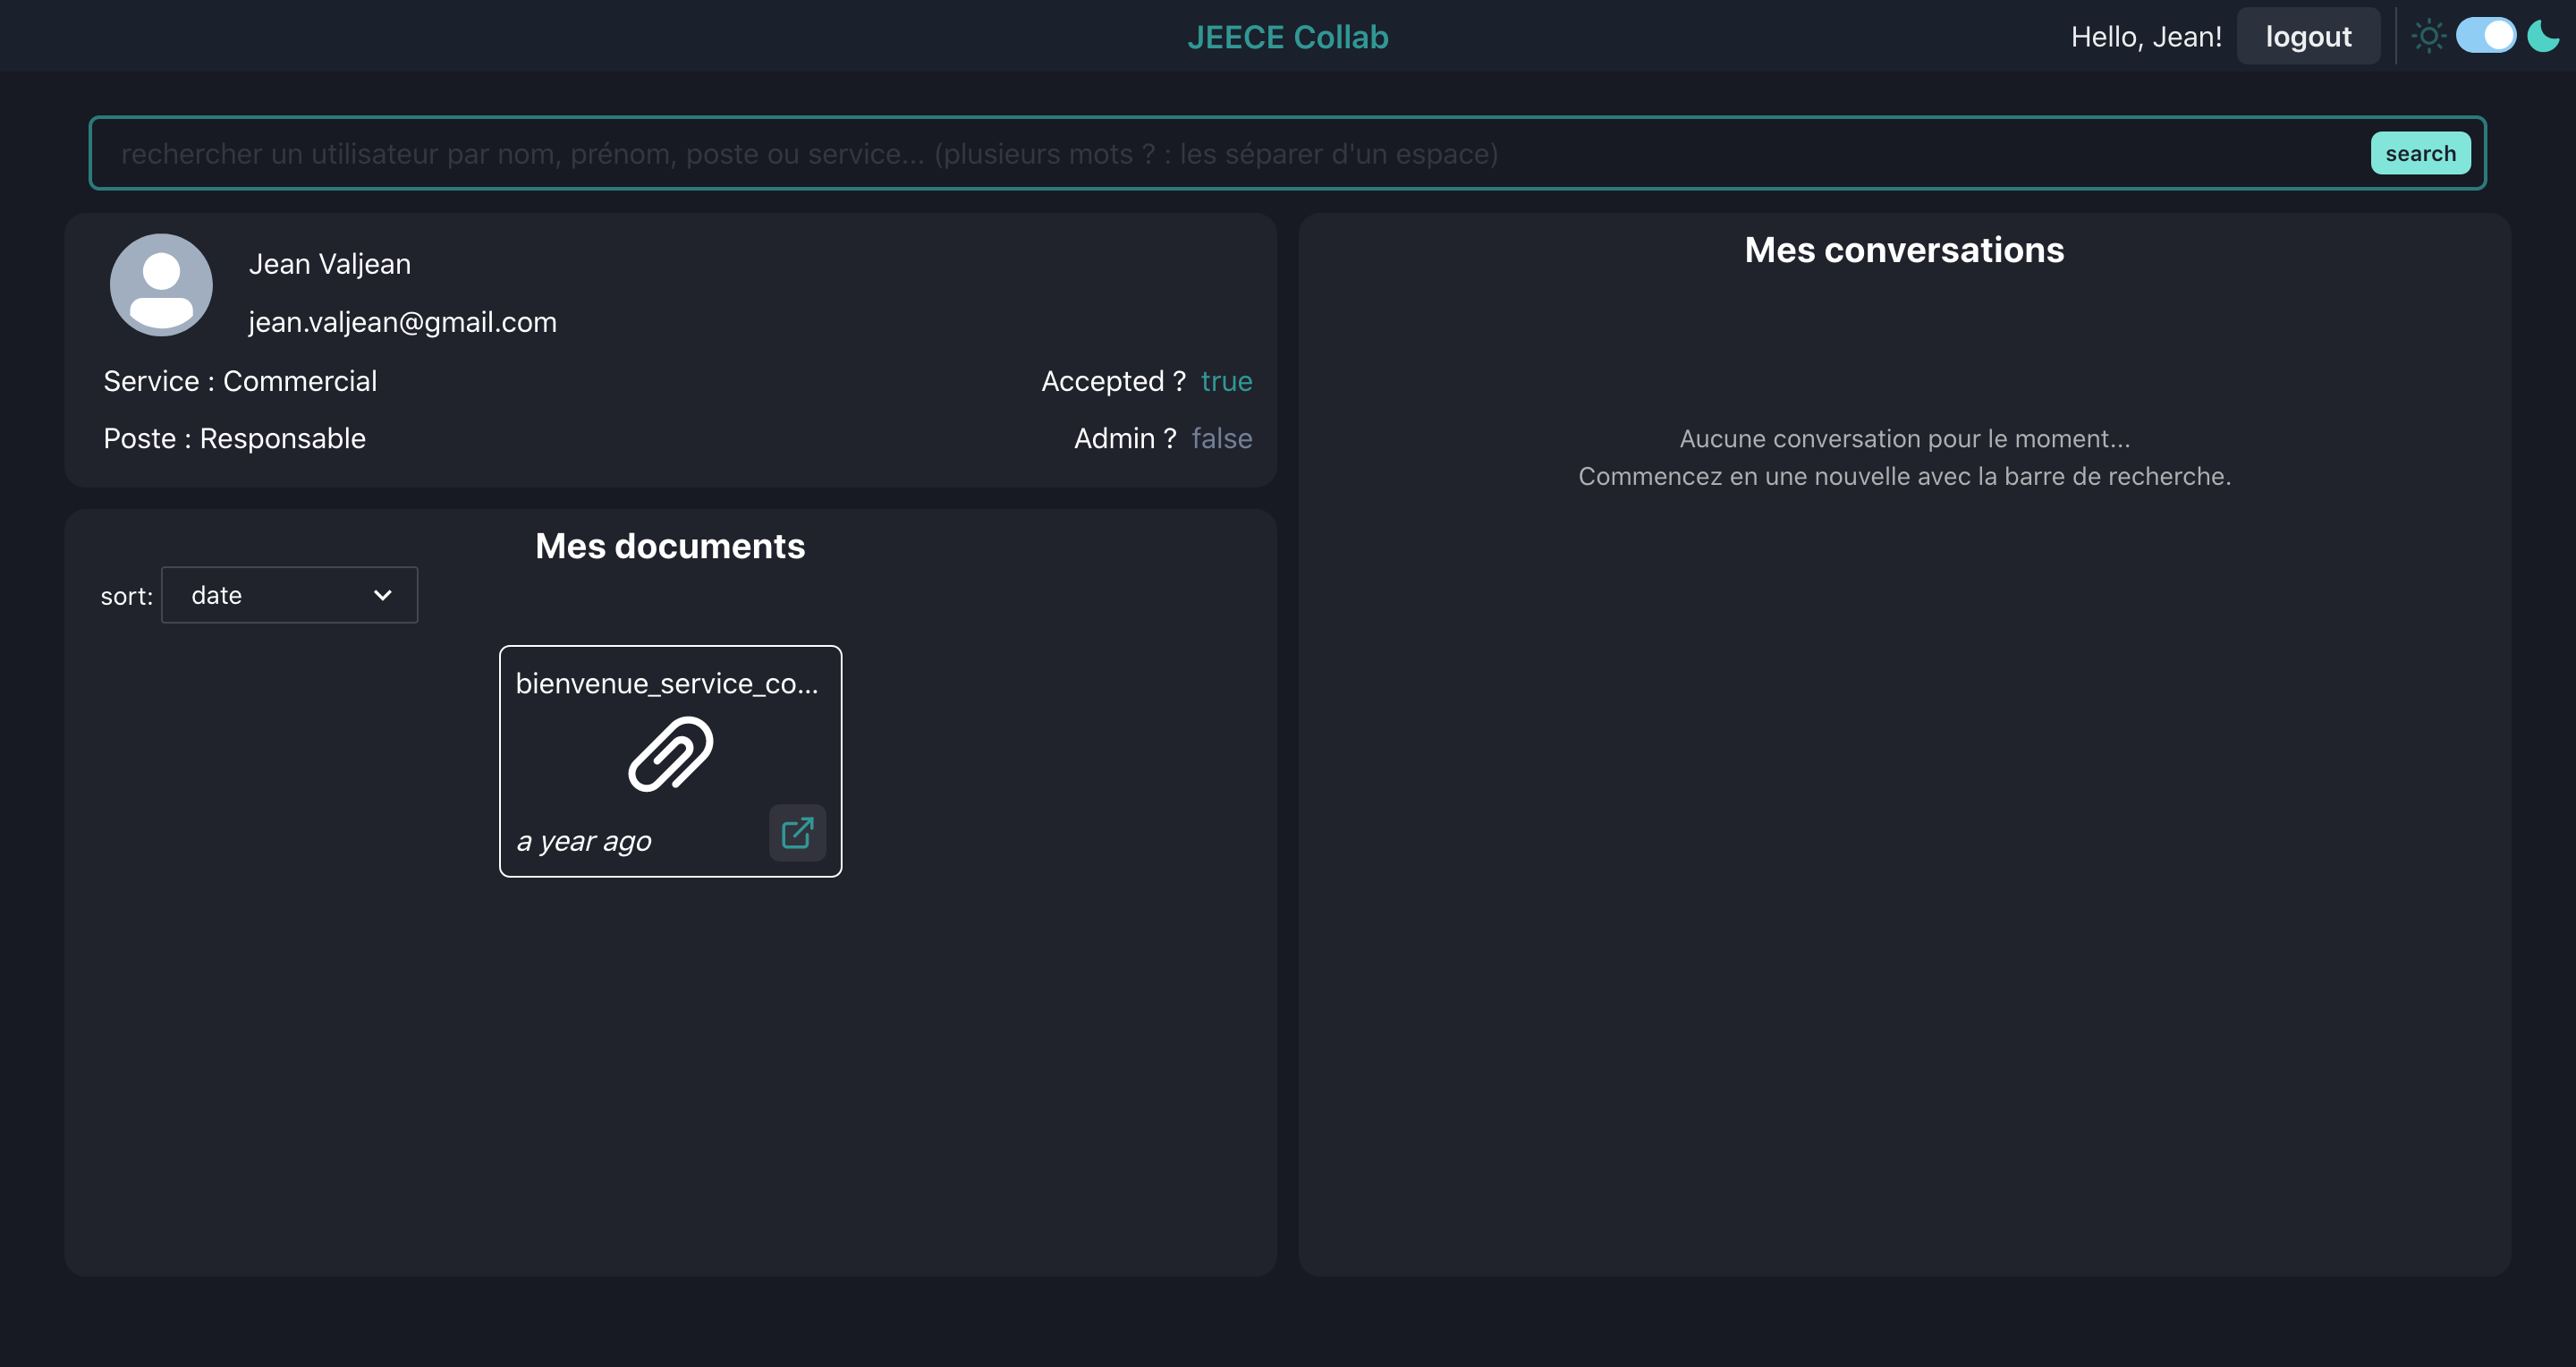 JEECE Collab
Hello, Jean!
logout
rechercher un utilisateur par nom, prénom, poste ou service... (plusieurs mots ? : les séparer d'un espace)
search
Jean Valjean
jean.valjean@gmail.com
Service : Commercial
Accepted ? true
Poste : Responsable
Admin ? false
Mes documents
sort: date
bienvenue_service_co...
a year ago
Mes conversations
Aucune conversation pour le moment...
Commencez en une nouvelle avec la barre de recherche.